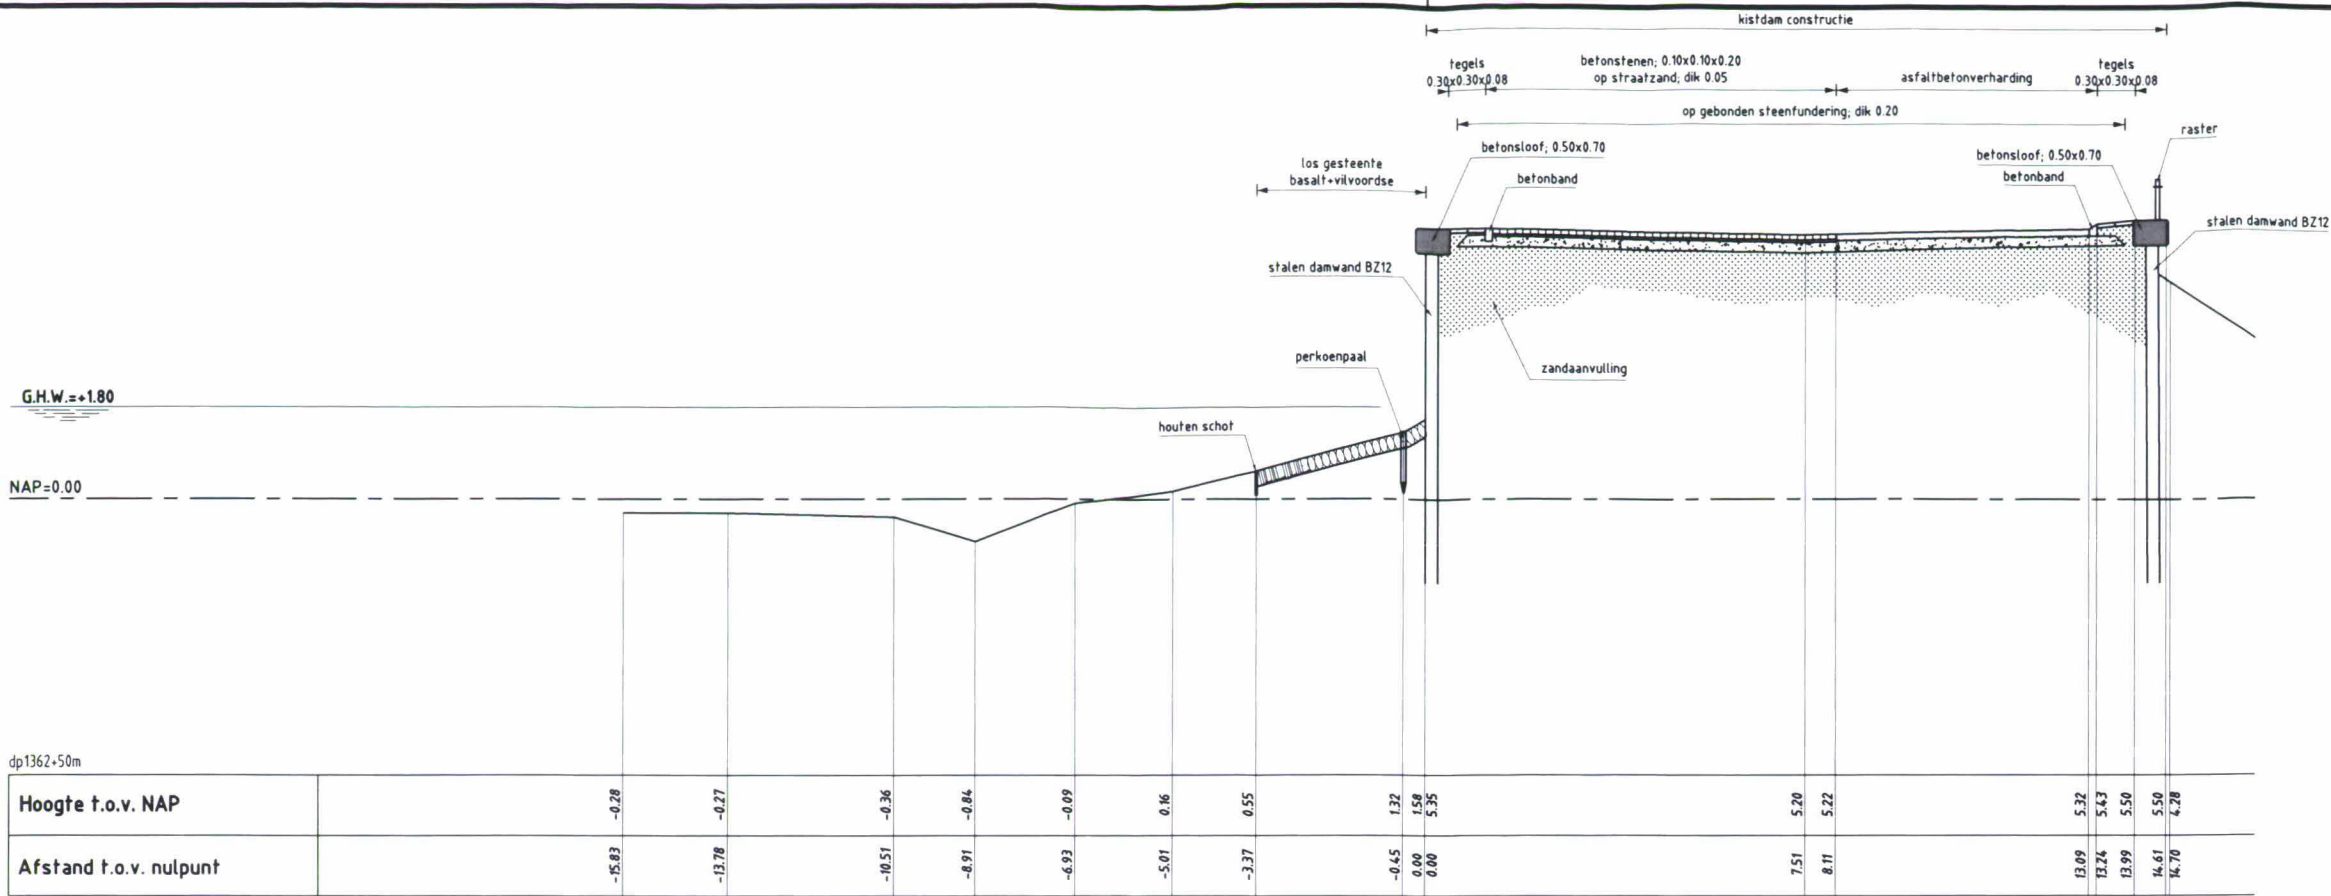 kistdam constructie
tegels
0.30x0.30x0.08
betonstenen; 0.10x0.10x0.20
op straatzand; dik 0.05
asfaltbetonverharding
tegels
0.30x0.30x0.08
op gebonden steenfundering; dik 0.20
raster
betonsloof; 0.50x0.70
betonsloof; 0.50x0.70
los gesteente
basalt+vilvoordse
betonband
betonband
stalen damwand BZ12
stalen damwand BZ12
perkoenpaal
zandaanvulling
G.H.W.=+1.80
houten schot
NAP=0.00
dp1362+50m
Hoogte t.o.v. NAP -0.28 -0.27 -0.36 -0.84 -0.09 0.16 0.55 1.32 1.58 5.35 5.20 5.22 5.32 5.43 5.50 5.50 4.28
Afstand t.o.v. nulpunt -15.83 -13.78 -10.51 -8.91 -6.93 -5.01 -3.37 -0.45 0.00 0.00 7.51 8.11 13.09 13.24 13.99 14.61 14.70